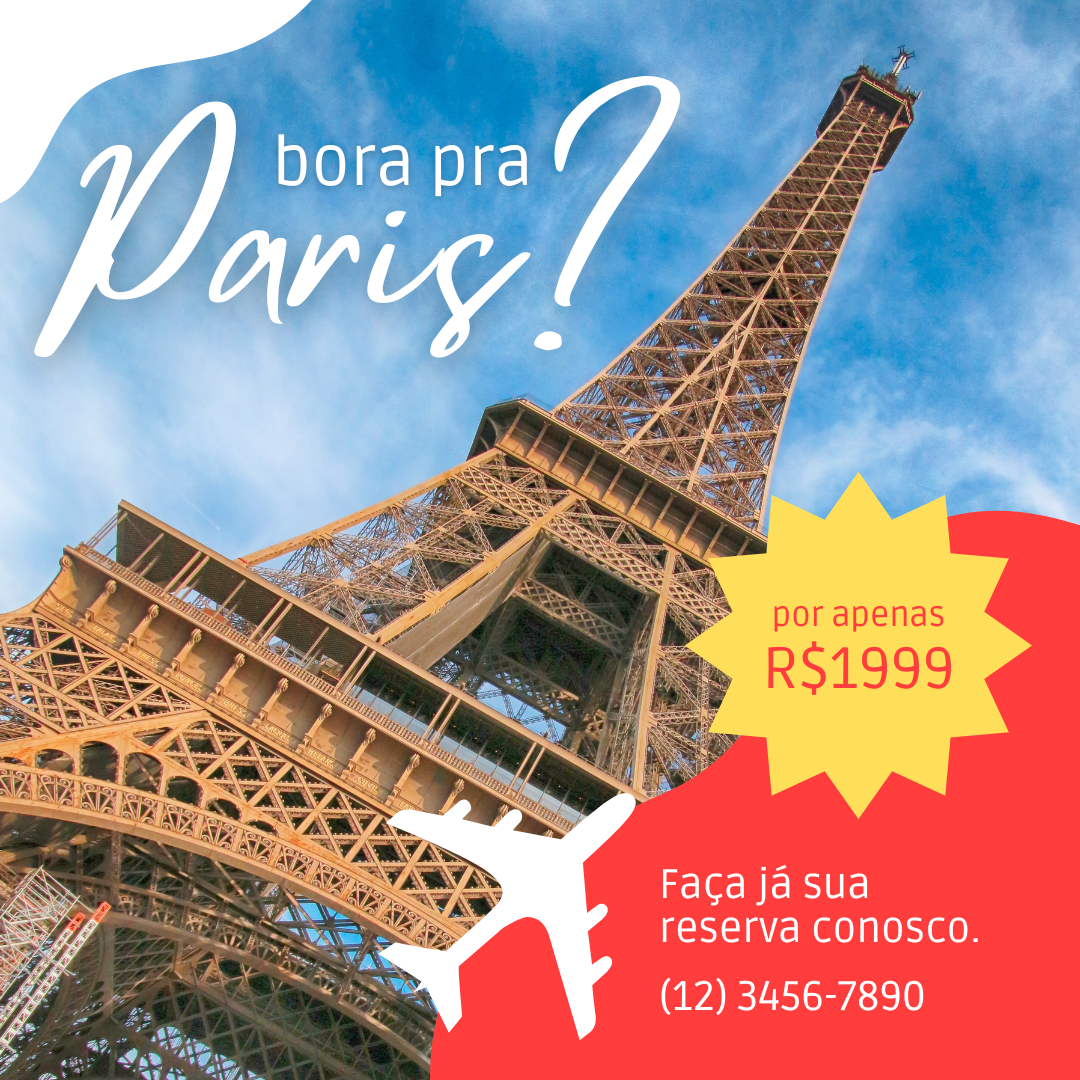 bora pra
Paris?
por apenas
R$1999
Faça já sua
reserva conosco.
(12) 3456-7890